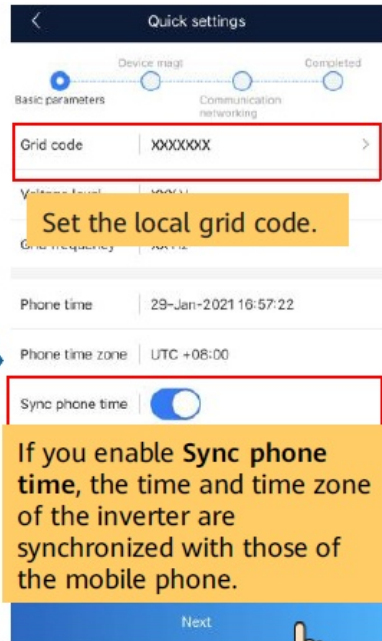 Quick settings
Device magt Completed
Basic parameters Communication
networking
Grid code XXXXXXX
Set the local grid code.
Phone time 29-Jan-2021 16:57:22
Phone time zone UTC +08:00
Sync phone time
If you enable Sync phone
time, the time and time zone
of the inverter are
synchronized with those of
the mobile phone.
Next